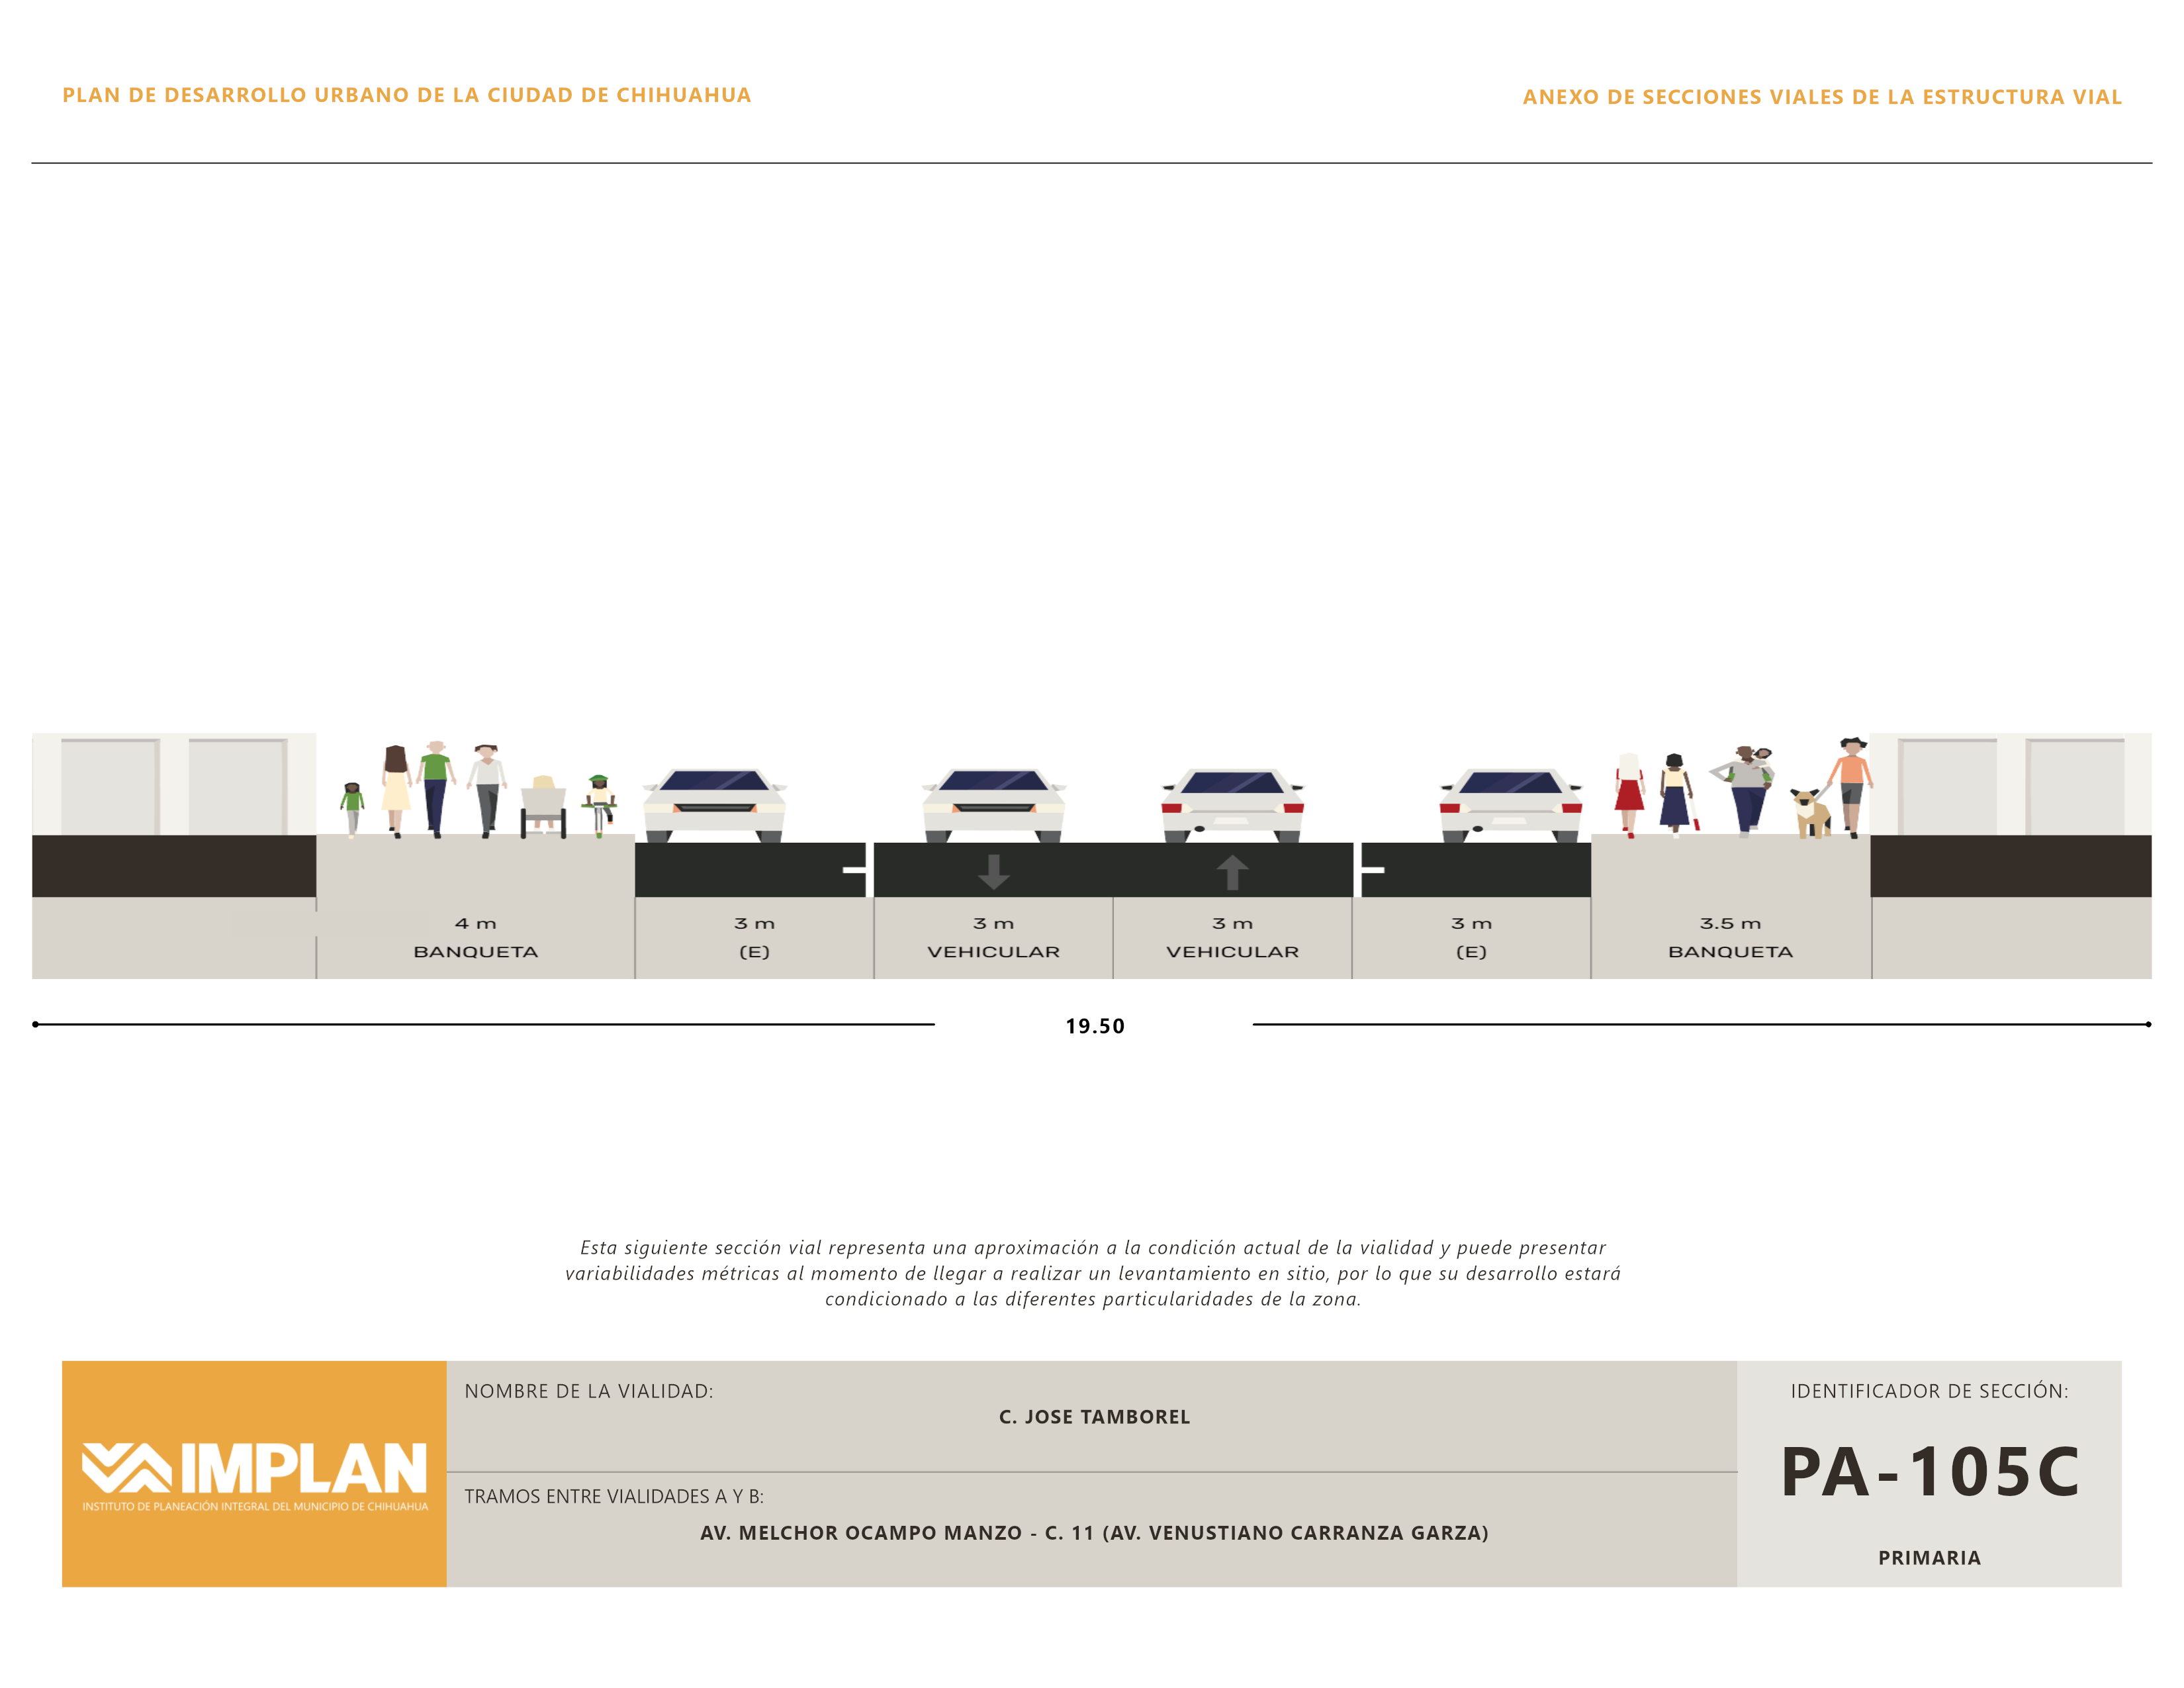 PLAN DE DESARROLLO URBANO DE LA CIUDAD DE CHIHUAHUA
ANEXO DE SECCIONES VIALES DE LA ESTRUCTURA VIAL
4 m
BANQUETA
3 m
(E)
3 m
VEHICULAR
3 m
VEHICULAR
3 m
(E)
3.5 m
BANQUETA
19.50
Esta siguiente sección vial representa una aproximación a la condición actual de la vialidad y puede presentar
variabilidades métricas al momento de llegar a realizar un levantamiento en sitio, por lo que su desarrollo estará
condicionado a las diferentes particularidades de la zona.
IMPLAN
INSTITUTO DE PLANEACIÓN INTEGRAL DEL MUNICIPIO DE CHIHUAHUA
NOMBRE DE LA VIALIDAD:
C. JOSE TAMBOREL
TRAMOS ENTRE VIALIDADES A Y B:
AV. MELCHOR OCAMPO MANZO - C. 11 (AV. VENUSTIANO CARRANZA GARZA)
IDENTIFICADOR DE SECCIÓN:
PA-105C
PRIMARIA